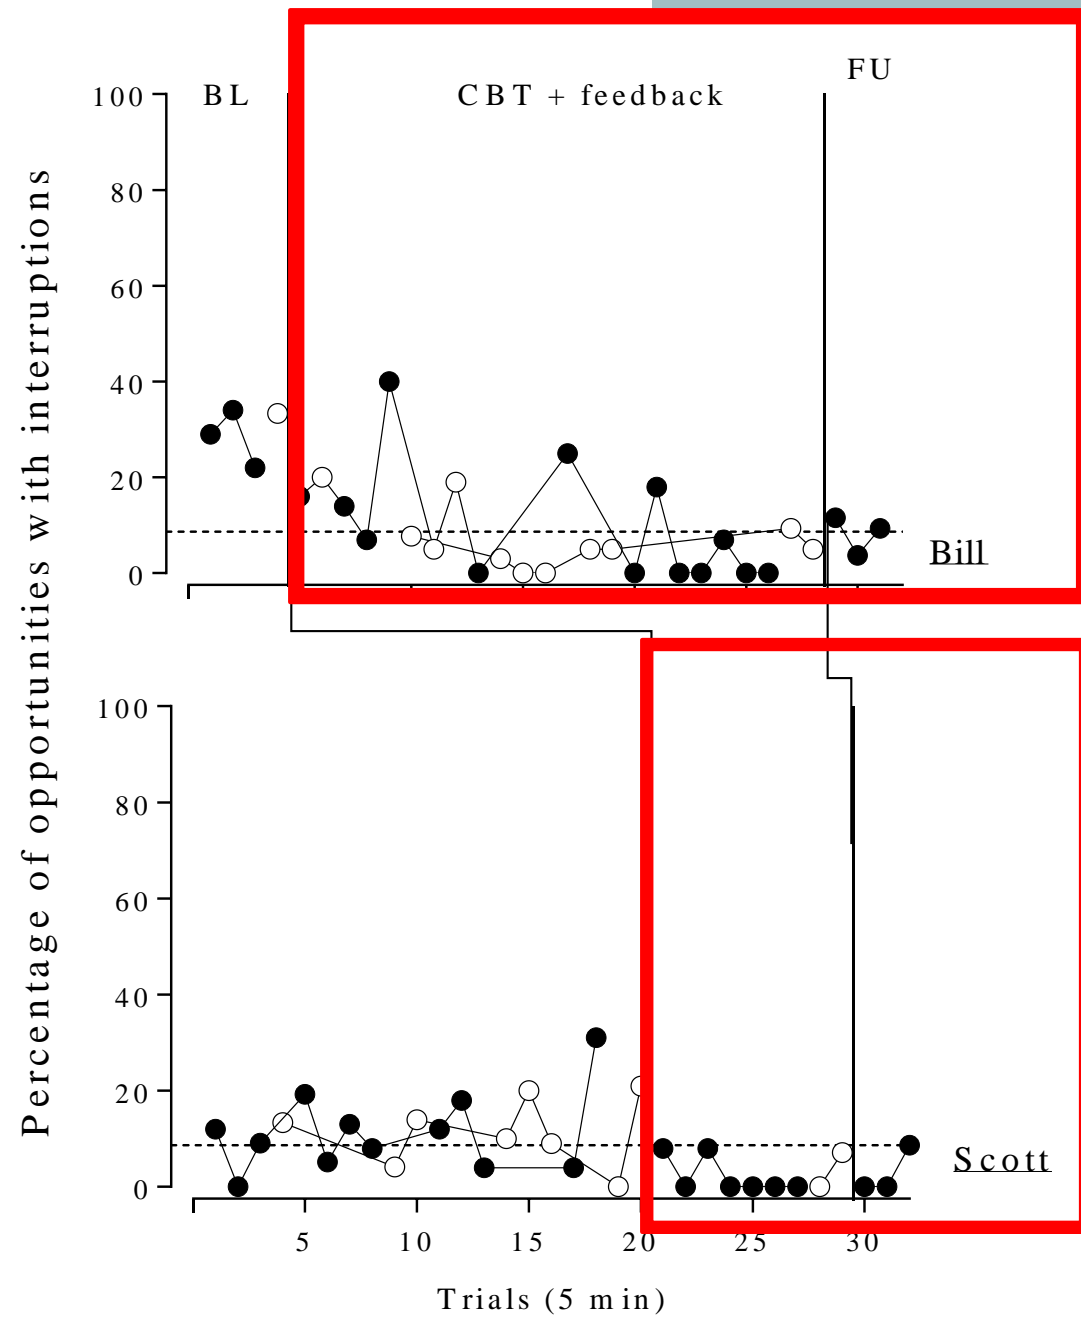 FU
BL
CBT + feedback
100
80
60
40
20
0
Bill
Percentage of opportunities with interruptions
100
80
60
40
20
0
Scott
5 10 15 20 25 30
Trials (5 min)